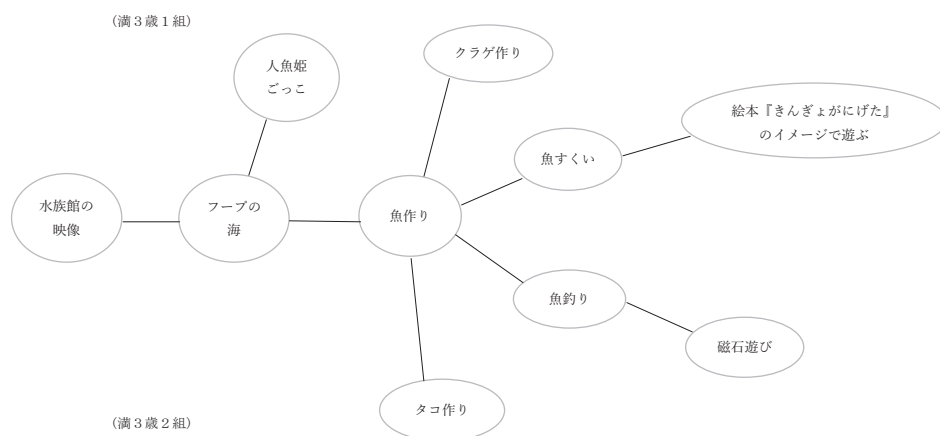 （満３歳１組）
人魚姫
ごっこ
クラゲ作り
絵本『きんぎょがにげた』
のイメージで遊ぶ
魚すくい
水族館の
映像
フープの
海
魚作り
魚釣り
磁石遊び
タコ作り
（満３歳２組）